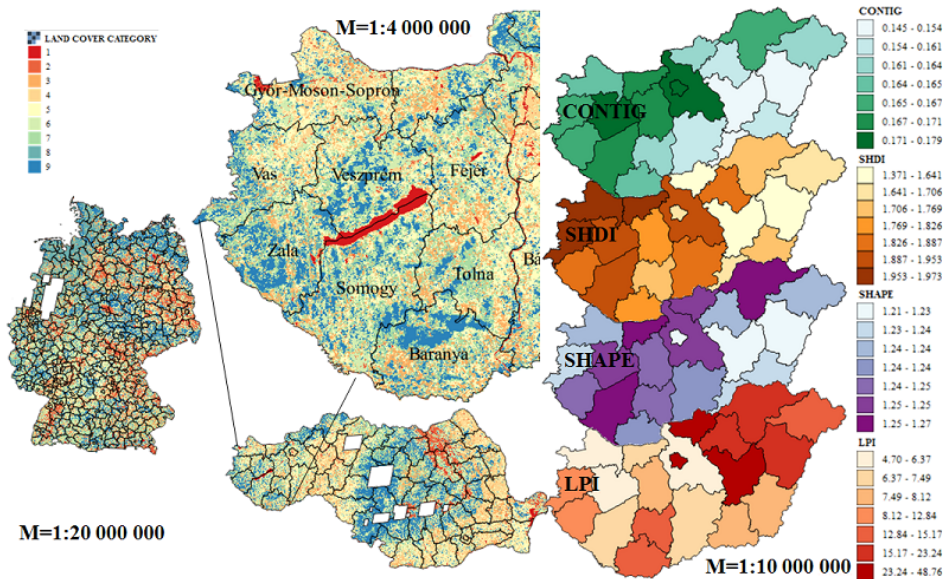 LAND COVER CATEGORY
1
2
3
4
5
6
7
8
9
M=1:4 000 000
Győr-Moson-Sopron
Vas
Veszprém
Fejér
Zala
Somogy
Tolna
Bá
Baranya
M=1:20 000 000
CONTIG
SHDI
SHAPE
LPI
M=1:10 000 000
CONTIG
0.145 - 0.154
0.154 - 0.161
0.161 - 0.164
0.164 - 0.165
0.165 - 0.167
0.167 - 0.171
0.171 - 0.179
SHDI
1.371 - 1.641
1.641 - 1.706
1.706 - 1.769
1.769 - 1.826
1.826 - 1.887
1.887 - 1.953
1.953 - 1.973
SHAPE
1.21 - 1.23
1.23 - 1.24
1.24 - 1.24
1.24 - 1.24
1.24 - 1.25
1.25 - 1.25
1.25 - 1.27
LPI
4.70 - 6.37
6.37 - 7.49
7.49 - 8.12
8.12 - 12.84
12.84 - 15.17
15.17 - 23.24
23.24 - 48.76